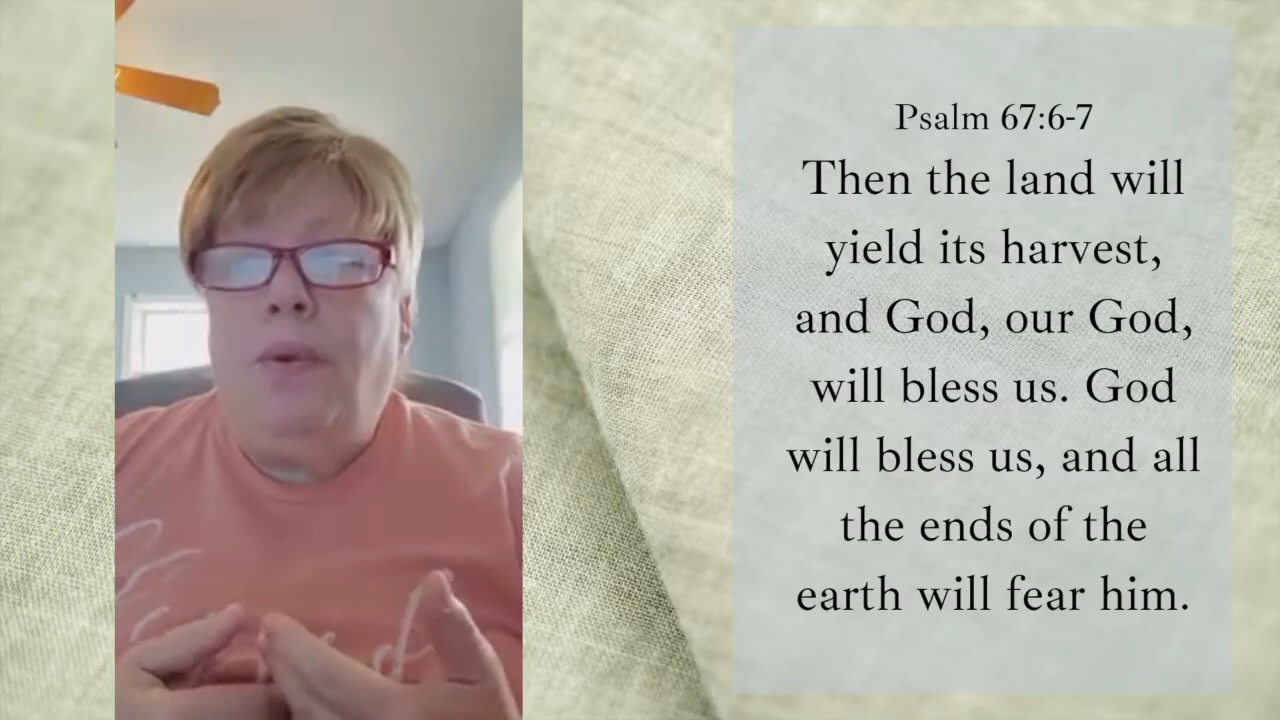 Psalm 67:6-7
Then the land will
yield its harvest,
and God, our God,
will bless us. God
will bless us, and all
the ends of the
earth will fear him.